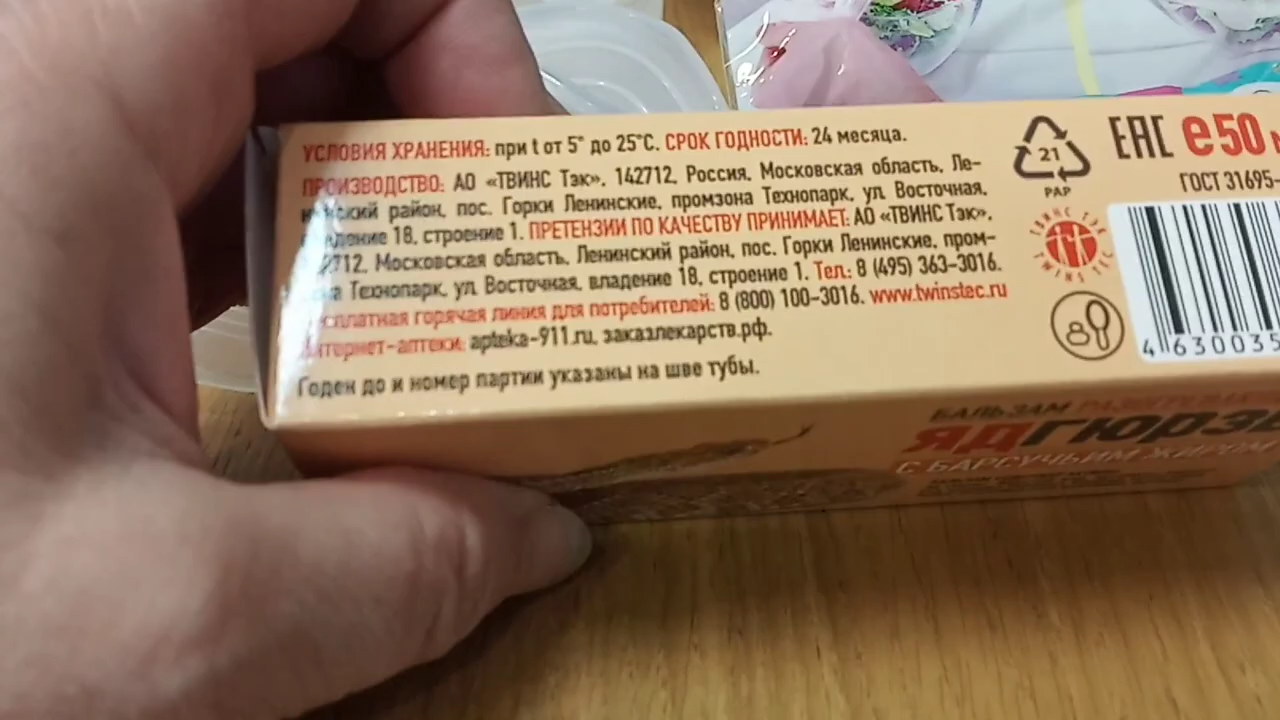 УСЛОВИЯ ХРАНЕНИЯ: при t от 5° до 25°С. СРОК ГОДНОСТИ: 24 месяца.
ПРОИЗВОДСТВО: АО «ТВИНС Тэк», 142712, Россия, Московская область, Ле-
нинский район, пос. Горки Ленинские, промзона Технопарк, ул. Восточная,
владение 18, строение 1. ПРЕТЕНЗИИ ПО КАЧЕСТВУ ПРИНИМАЕТ: АО «ТВИНС Тэк»,
2712, Московская область, Ленинский район, пос. Горки Ленинские, пром-
Технопарк, ул. Восточная, владение 18, строение 1. Тел.: 8 (495) 363-3016.
бесплатная горячая линия для потребителей: 8 (800) 100-3016. www.twinstec.ru
Интернет-аптеки: apteka-911.ru, заказлекарств.рф.
Годен до и номер партии указаны на шве тубы.
21
PAP
EAC e50
ГОСТ 31695-
ТВИНС ТЭК
TWINS TEC
4 630035
БАЛЬЗАМ
ЯД ГЮРЗЫ
С БАРСУЧЬИМ ЖИРОМ